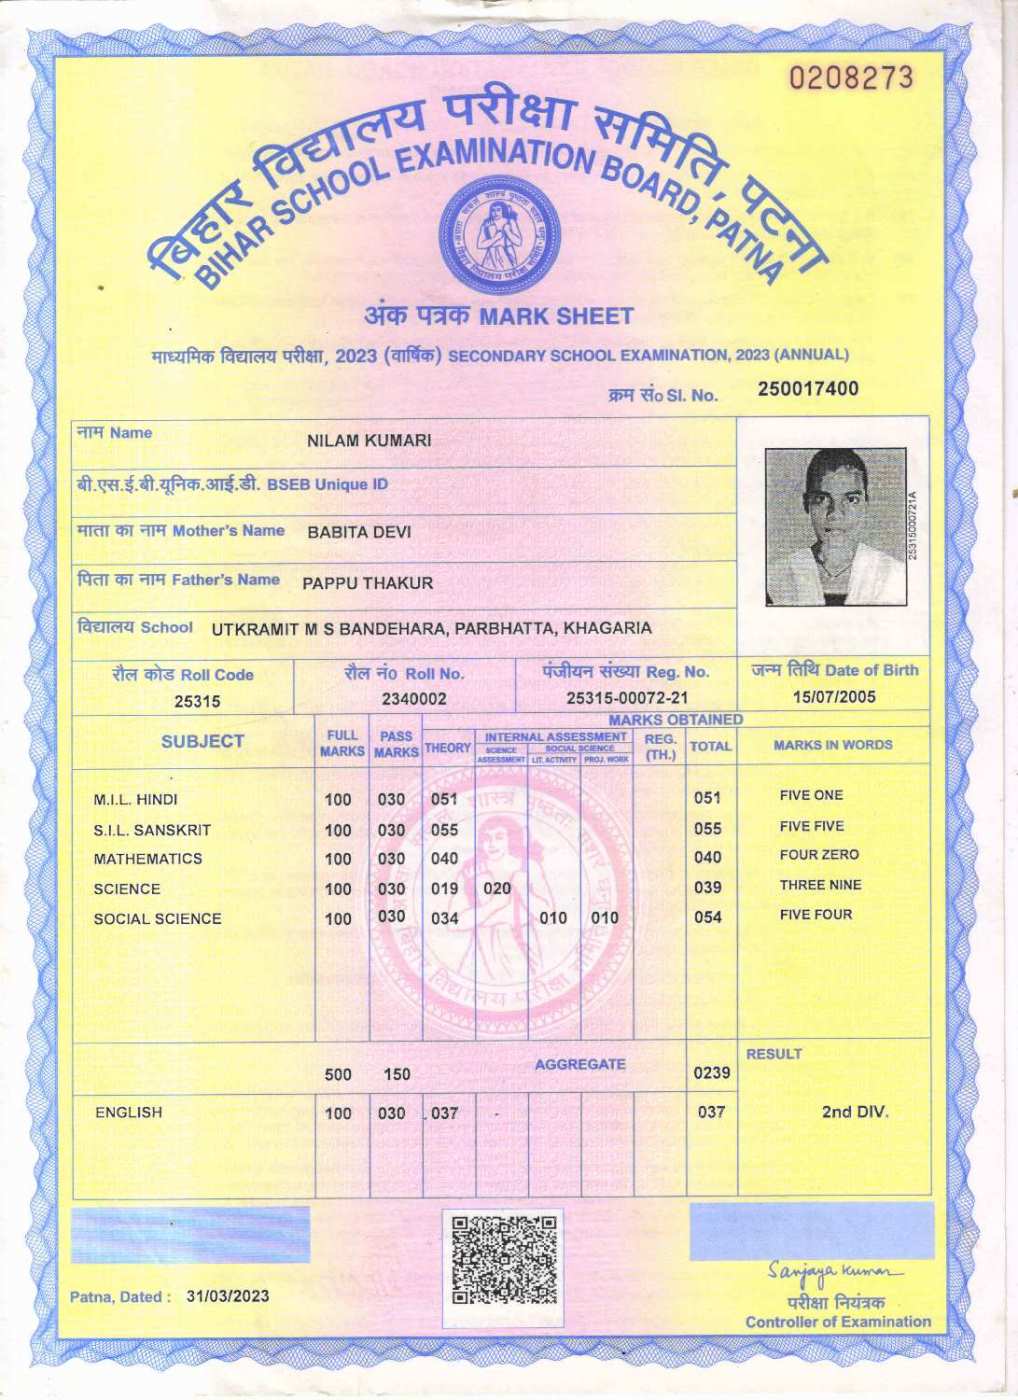 0208273
बिहार विद्यालय परीक्षा समिति, पटना
BIHAR SCHOOL EXAMINATION BOARD, PATNA
अंक पत्रक MARK SHEET
माध्यमिक विद्यालय परीक्षा, 2023 (वार्षिक) SECONDARY SCHOOL EXAMINATION, 2023 (ANNUAL)
क्रम सं० Sl. No. 250017400
नाम Name NILAM KUMARI
बी.एस.ई.बी.यूनिक.आई.डी. BSEB Unique ID
माता का नाम Mother's Name BABITA DEVI
पिता का नाम Father's Name PAPPU THAKUR
25315000721A
विद्यालय School UTKRAMIT M S BANDEHARA, PARBHATTA, KHAGARIA
रौल कोड Roll Code रौल नं० Roll No. पंजीयन संख्या Reg. No. जन्म तिथि Date of Birth
25315 2340002 25315-00072-21 15/07/2005
MARKS OBTAINED
SUBJECT FULL MARKS PASS MARKS THEORY INTERNAL ASSESSMENT REG. (TH.) TOTAL MARKS IN WORDS
SCIENCE ASSESSMENT SOCIAL SCIENCE LIT. ACTIVITY PROJ. WORK
M.I.L. HINDI 100 030 051 051 FIVE ONE
S.I.L. SANSKRIT 100 030 055 055 FIVE FIVE
MATHEMATICS 100 030 040 040 FOUR ZERO
SCIENCE 100 030 019 020 039 THREE NINE
SOCIAL SCIENCE 100 030 034 010 010 054 FIVE FOUR
500 150 AGGREGATE 0239 RESULT
ENGLISH 100 030 037 037 2nd DIV.
Patna, Dated : 31/03/2023
Sanjaya Kumar
परीक्षा नियंत्रक
Controller of Examination